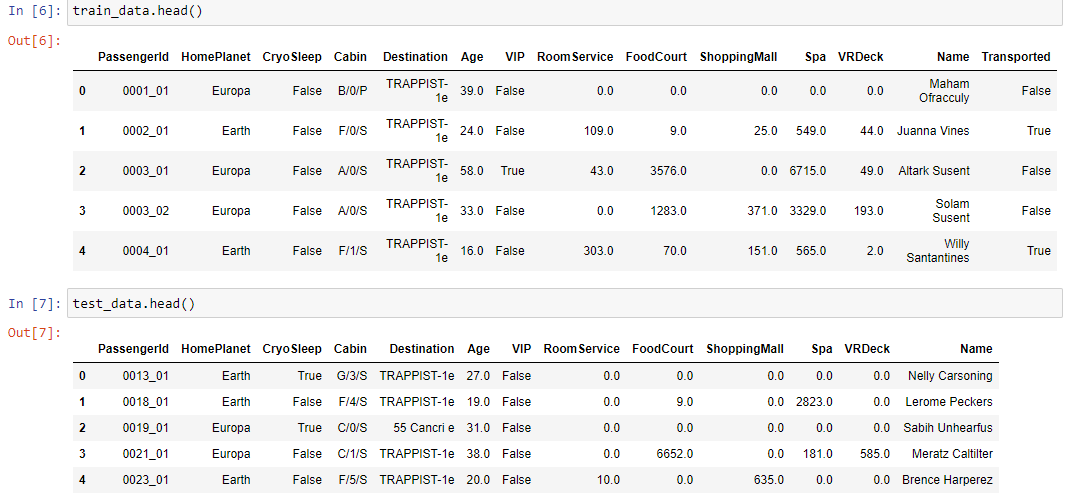 In [6]: train_data.head()
Out[6]:
PassengerId HomePlanet CryoSleep Cabin Destination Age VIP RoomService FoodCourt ShoppingMall Spa VRDeck Name Transported
0 0001_01 Europa False B/0/P TRAPPIST-1e 39.0 False 0.0 0.0 0.0 0.0 0.0 Maham Ofracculy False
1 0002_01 Earth False F/0/S TRAPPIST-1e 24.0 False 109.0 9.0 25.0 549.0 44.0 Juanna Vines True
2 0003_01 Europa False A/0/S TRAPPIST-1e 58.0 True 43.0 3576.0 0.0 6715.0 49.0 Altark Susent False
3 0003_02 Europa False A/0/S TRAPPIST-1e 33.0 False 0.0 1283.0 371.0 3329.0 193.0 Solam Susent False
4 0004_01 Earth False F/1/S TRAPPIST-1e 16.0 False 303.0 70.0 151.0 565.0 2.0 Willy Santantines True
In [7]: test_data.head()
Out[7]:
PassengerId HomePlanet CryoSleep Cabin Destination Age VIP RoomService FoodCourt ShoppingMall Spa VRDeck Name
0 0013_01 Earth True G/3/S TRAPPIST-1e 27.0 False 0.0 0.0 0.0 0.0 0.0 Nelly Carsoning
1 0018_01 Earth False F/4/S TRAPPIST-1e 19.0 False 0.0 9.0 0.0 2823.0 0.0 Lerome Peckers
2 0019_01 Europa True C/0/S 55 Cancri e 31.0 False 0.0 0.0 0.0 0.0 0.0 Sabih Unhearfus
3 0021_01 Europa False C/1/S TRAPPIST-1e 38.0 False 0.0 6652.0 0.0 181.0 585.0 Meratz Caltilter
4 0023_01 Earth False F/5/S TRAPPIST-1e 20.0 False 10.0 0.0 635.0 0.0 0.0 Brence Harperez